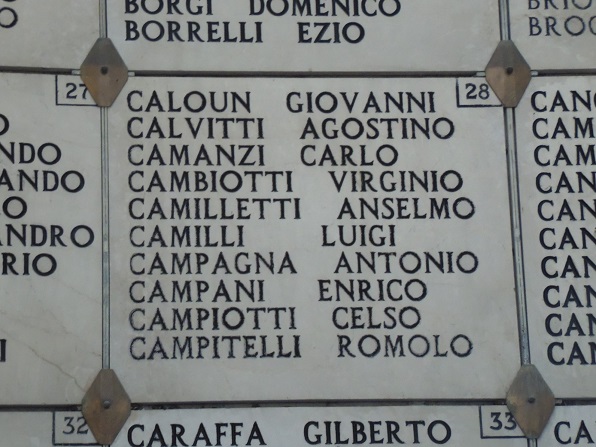 BORGI DOMENICO
BORRELLI EZIO
27
28
CALOUN GIOVANNI
CALVITTI AGOSTINO
CAMANZI CARLO
CAMBIOTTI VIRGINIO
CAMILLETTI ANSELMO
CAMILLI LUIGI
CAMPAGNA ANTONIO
CAMPANI ENRICO
CAMPIOTTI CELSO
CAMPITELLI ROMOLO
32
33
CARAFFA GILBERTO